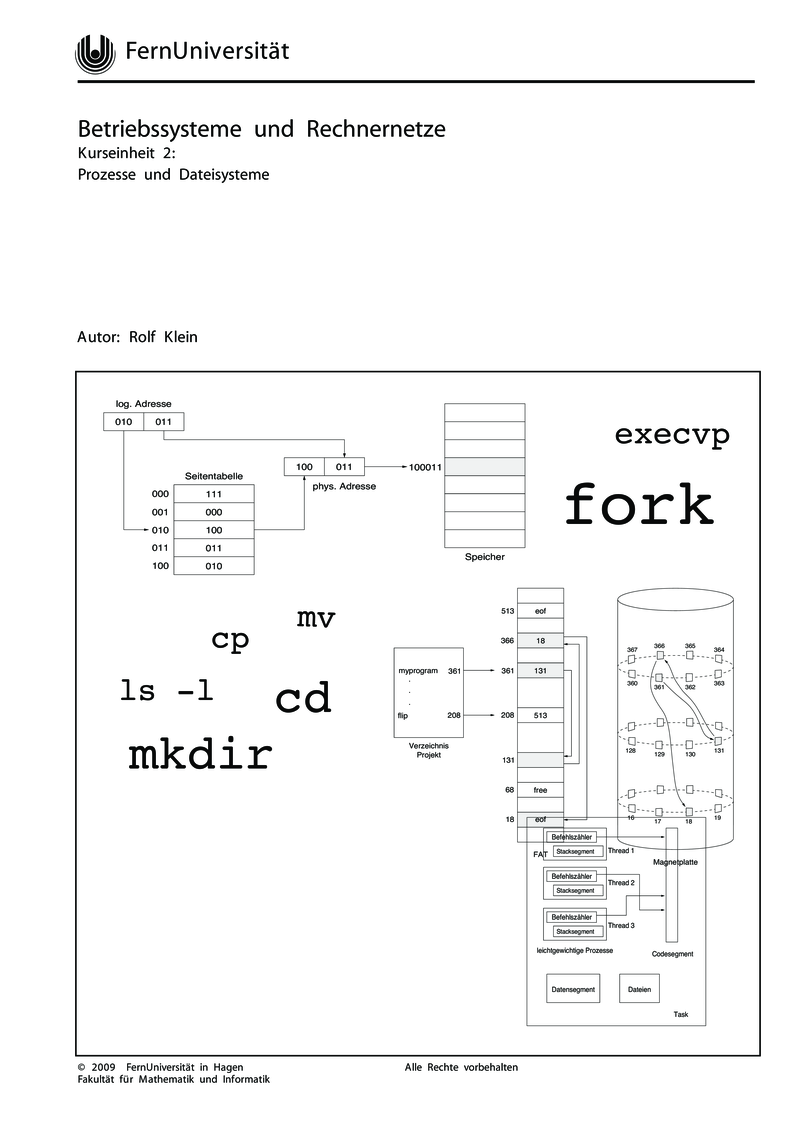 FernUniversität
Betriebssysteme und Rechnernetze
Kurseinheit 2:
Prozesse und Dateisysteme
Autor: Rolf Klein
log. Adresse
010 011
Seitentabelle
000 111
001 000
010 100
011 011
100 010
100 011
phys. Adresse
100011
Speicher
execvp
fork
mv
cp
ls -l
cd
mkdir
myprogram 361
.
.
.
flip 208
Verzeichnis
Projekt
513 eof
366 18
361 131
208 513
131
68 free
18 eof
FAT
367 366 365 364
360 361 362 363
128 129 130 131
16 17 18 19
Magnetplatte
Befehlszähler
Stacksegment
Thread 1
Befehlszähler
Stacksegment
Thread 2
Befehlszähler
Stacksegment
Thread 3
leichtgewichtige Prozesse
Codesegment
Datensegment
Dateien
Task
© 2009 FernUniversität in Hagen
Fakultät für Mathematik und Informatik
Alle Rechte vorbehalten